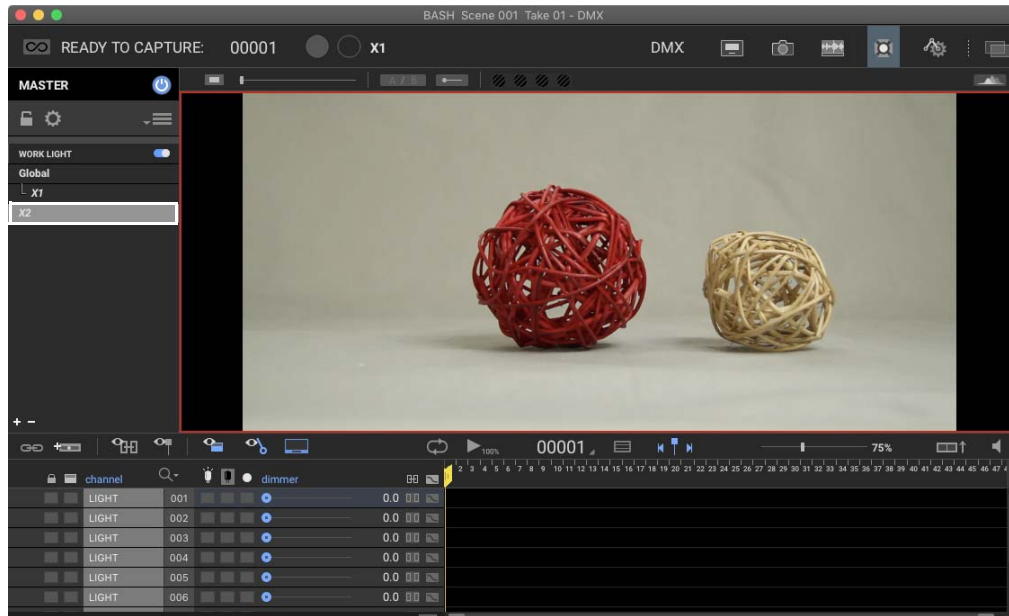 BASH Scene 001 Take 01 - DMX
READY TO CAPTURE: 00001 X1 DMX
MASTER
A / B
WORK LIGHT
Global
X1
X2
+ −
100% 00001 75%
channel dimmer
2 3 4 5 6 7 8 9 10 11 12 13 14 15 16 17 18 19 20 21 22 23 24 25 26 27 28 29 30 31 32 33 34 35 36 37 38 39 40 41 42 43 44 45 46 47
LIGHT 001 0.0
LIGHT 002 0.0
LIGHT 003 0.0
LIGHT 004 0.0
LIGHT 005 0.0
LIGHT 006 0.0